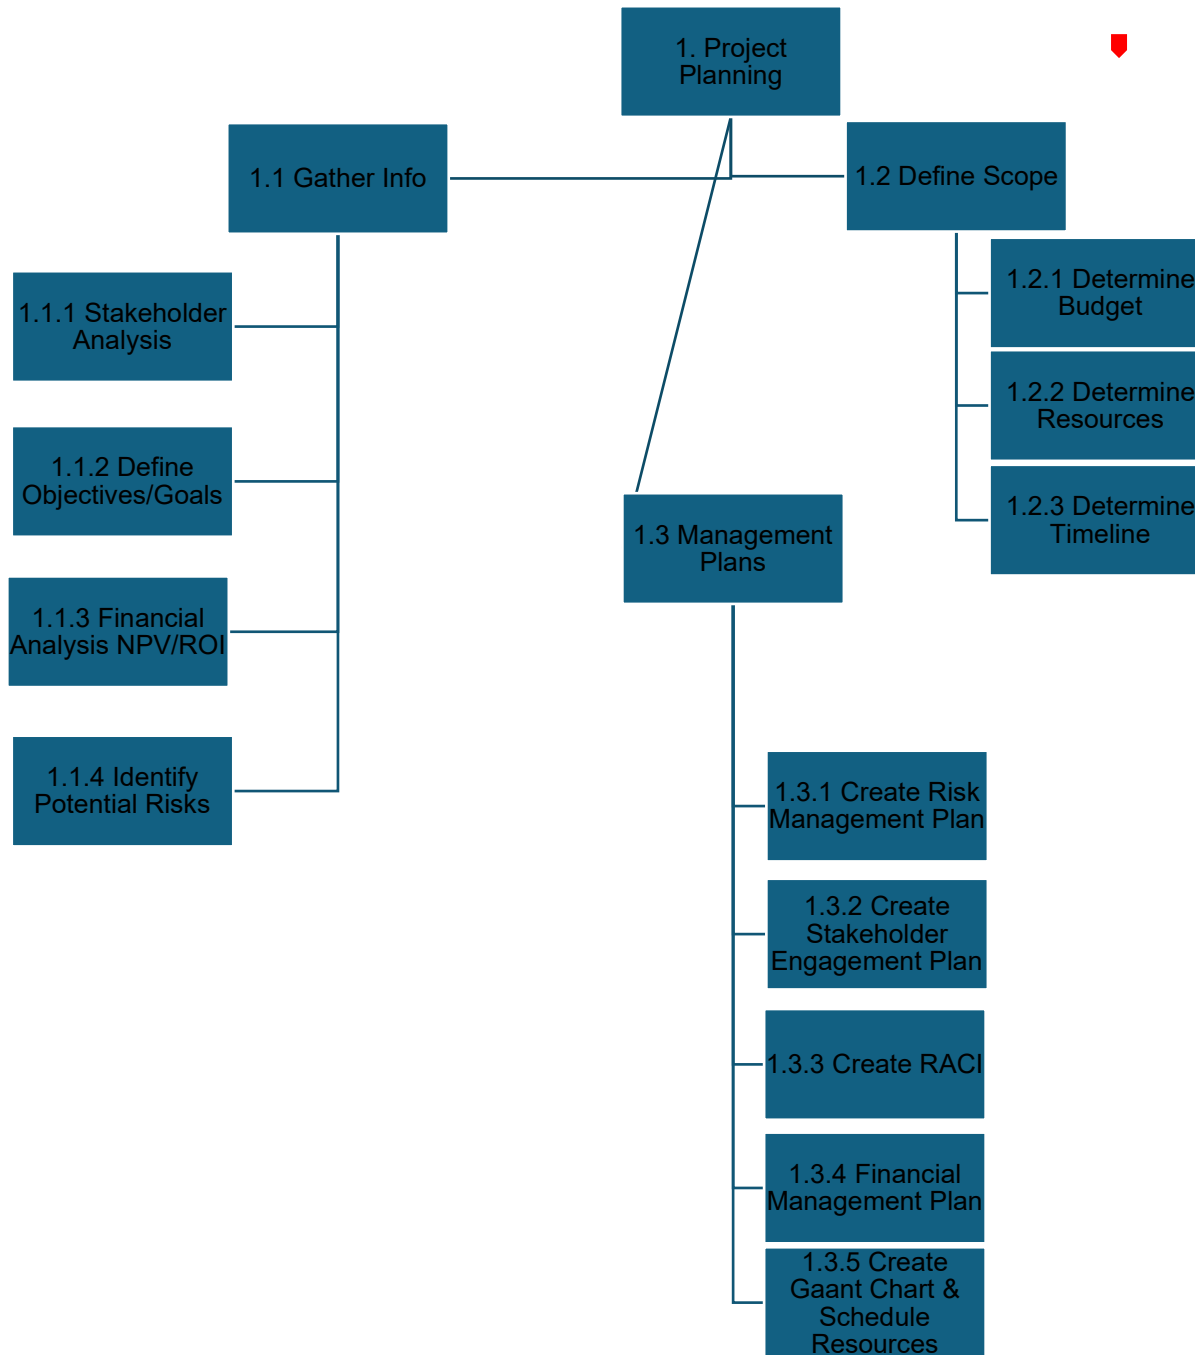 1. Project
Planning
1.1 Gather Info
1.2 Define Scope
1.1.1 Stakeholder
Analysis
1.1.2 Define
Objectives/Goals
1.1.3 Financial
Analysis NPV/ROI
1.1.4 Identify
Potential Risks
1.2.1 Determine
Budget
1.2.2 Determine
Resources
1.2.3 Determine
Timeline
1.3 Management
Plans
1.3.1 Create Risk
Management Plan
1.3.2 Create
Stakeholder
Engagement Plan
1.3.3 Create RACI
1.3.4 Financial
Management Plan
1.3.5 Create
Gaant Chart &
Schedule
Resources